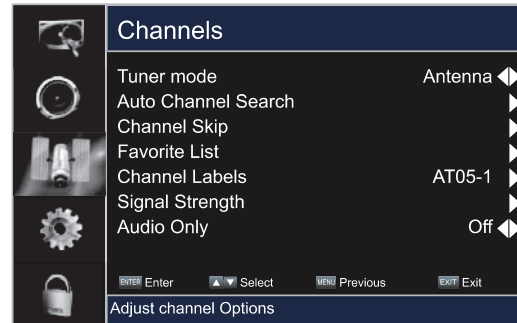 Channels
Tuner mode Antenna
Auto Channel Search
Channel Skip
Favorite List
Channel Labels AT05-1
Signal Strength
Audio Only Off
ENTER Enter Select MENU Previous EXIT Exit
Adjust channel Options